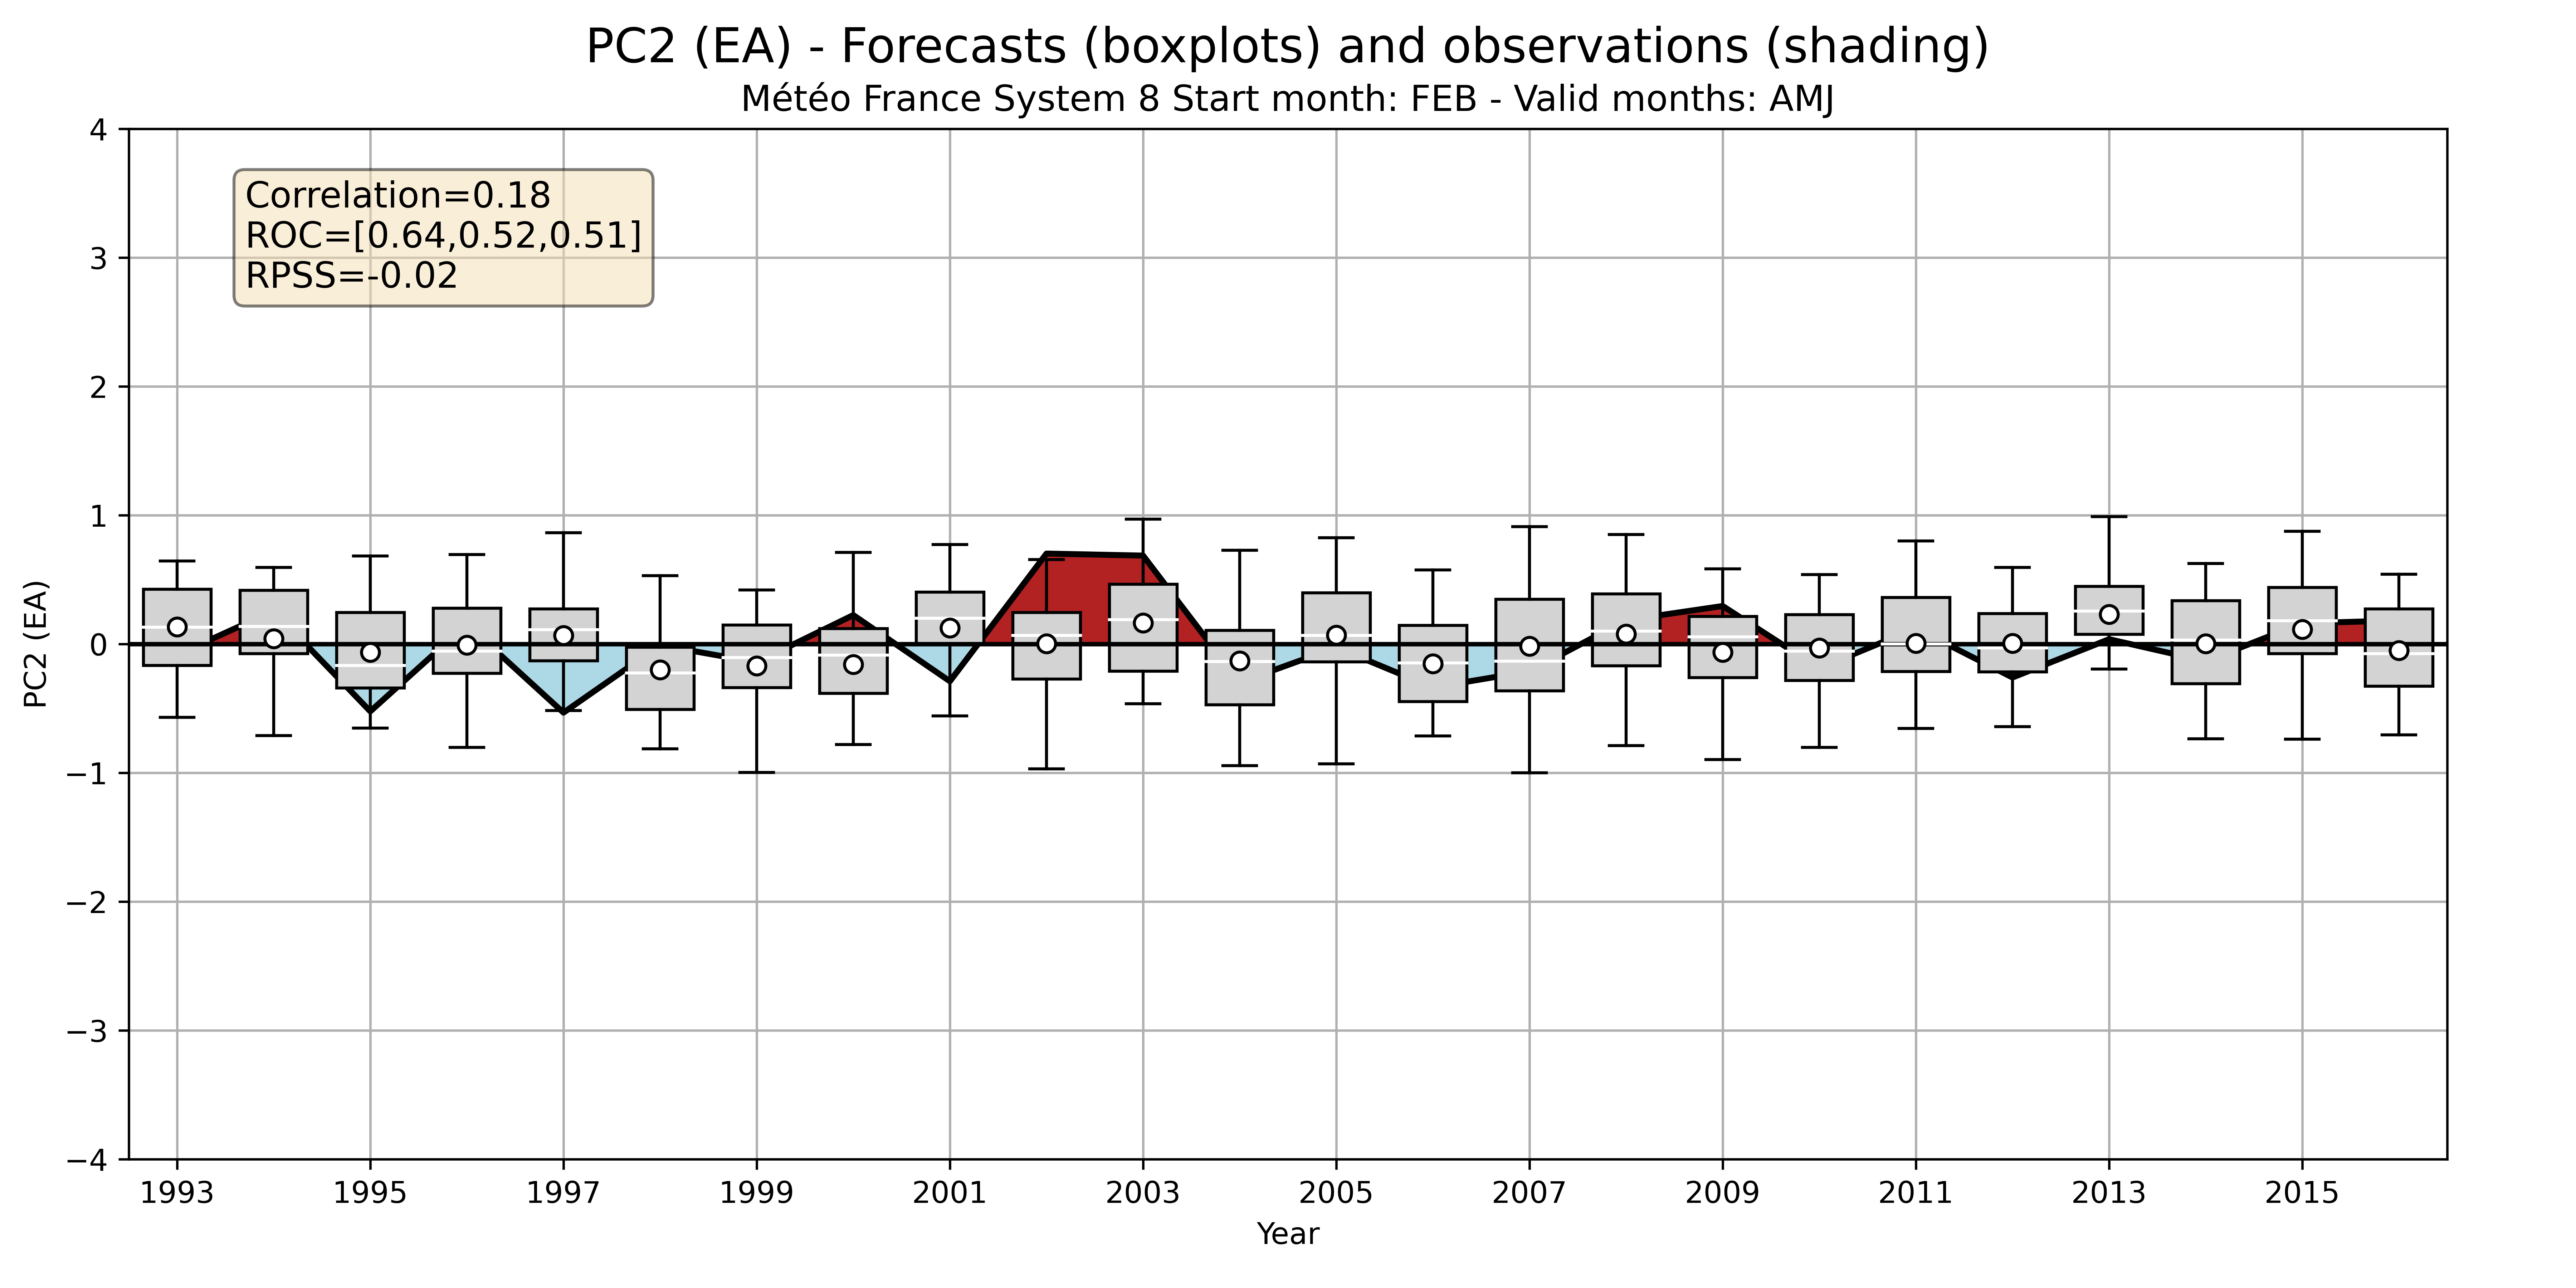 PC2 (EA) - Forecasts (boxplots) and observations (shading)
Météo France System 8 Start month: FEB - Valid months: AMJ
Correlation=0.18
ROC=[0.64,0.52,0.51]
RPSS=-0.02
PC2 (EA)
4
3
2
1
0
−1
−2
−3
−4
1993 1995 1997 1999 2001 2003 2005 2007 2009 2011 2013 2015
Year